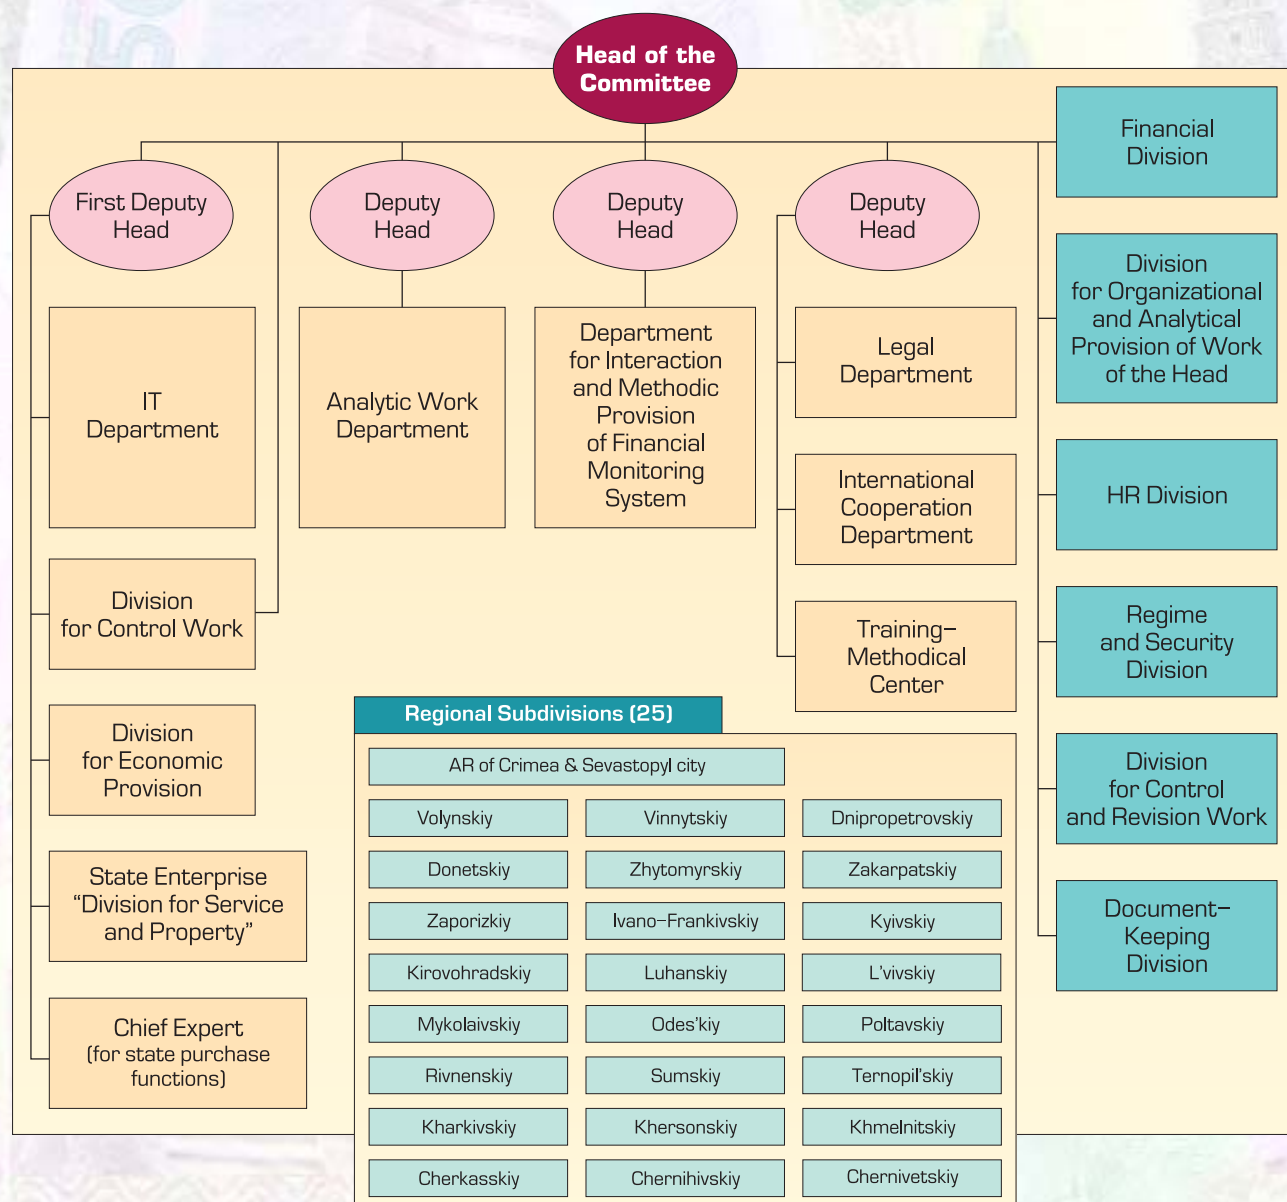 Head of the
Committee
First Deputy
Head
Deputy
Head
Deputy
Head
Deputy
Head
IT
Department
Division
for Control Work
Division
for Economic
Provision
State Enterprise
“Division for Service
and Property”
Chief Expert
(for state purchase
functions)
Analytic Work
Department
Department
for Interaction
and Methodic
Provision
of Financial
Monitoring
System
Legal
Department
International
Cooperation
Department
Training–
Methodical
Center
Financial
Division
Division
for Organizational
and Analytical
Provision of Work
of the Head
HR Division
Regime
and Security
Division
Division
for Control
and Revision Work
Document–
Keeping
Division
Regional Subdivisions (25)
AR of Crimea & Sevastopyl city
Volynskiy
Vinnytskiy
Dnipropetrovskiy
Donetskiy
Zhytomyrskiy
Zakarpatskiy
Zaporizkiy
Ivano–Frankivskiy
Kyivskiy
Kirovohradskiy
Luhanskiy
L'vivskiy
Mykolaivskiy
Odes'kiy
Poltavskiy
Rivnenskiy
Sumskiy
Ternopil'skiy
Kharkivskiy
Khersonskiy
Khmelnitskiy
Cherkasskiy
Chernihivskiy
Chernivetskiy